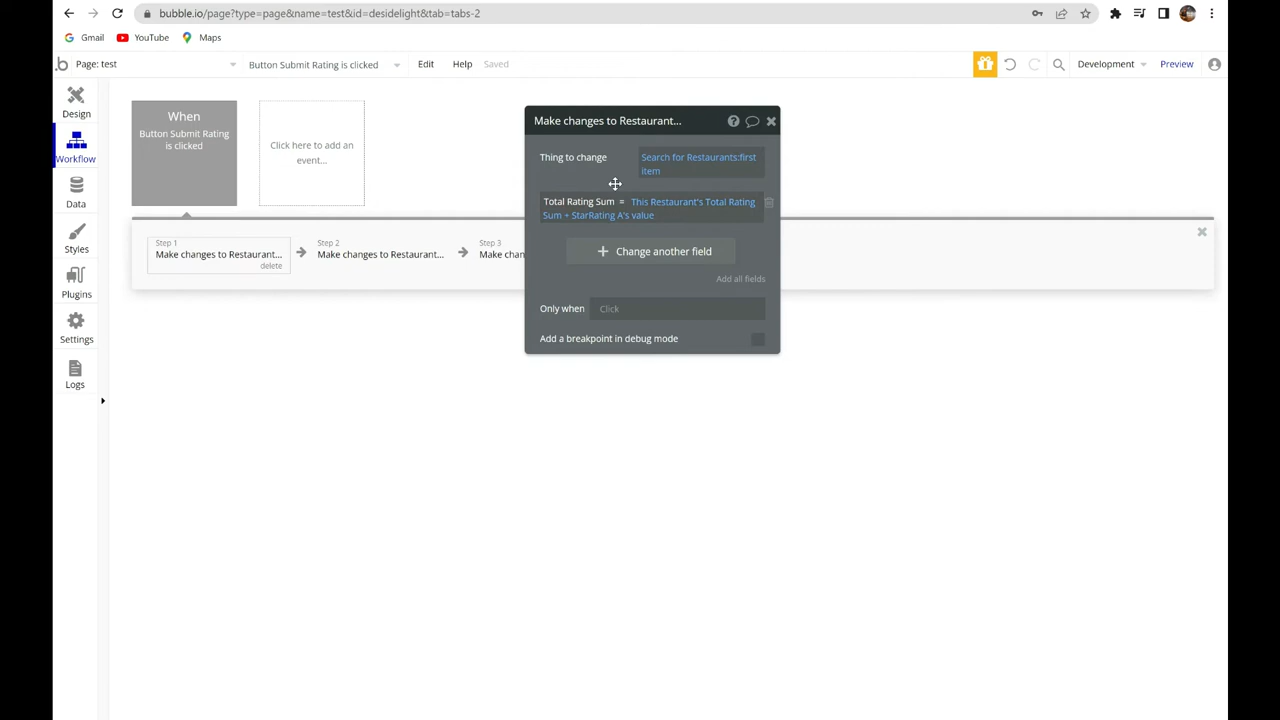 bubble.io/page?type=page&name=test&id=desidelight&tab=tabs-2
Gmail
YouTube
Maps
Page: test
Button Submit Rating is clicked
Edit
Help
Saved
Development
Preview
Design
Workflow
Data
Styles
Plugins
Settings
Logs
When
Button Submit Rating
is clicked
Click here to add an
event...
Step 1
Make changes to Restaurant...
delete
Step 2
Make changes to Restaurant...
Step 3
Make chan
Make changes to Restaurant...
Thing to change
Search for Restaurants:first
item
Total Rating Sum = This Restaurant's Total Rating
Sum + StarRating A's value
Change another field
Add all fields
Only when
Click
Add a breakpoint in debug mode